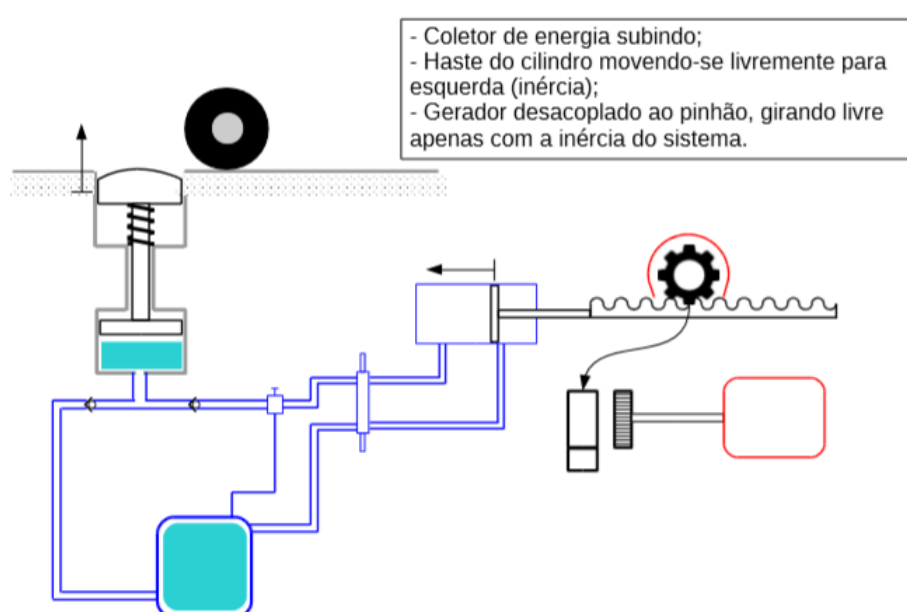 - Coletor de energia subindo;
- Haste do cilindro movendo-se livremente para
esquerda (inércia);
- Gerador desacoplado ao pinhão, girando livre
apenas com a inércia do sistema.